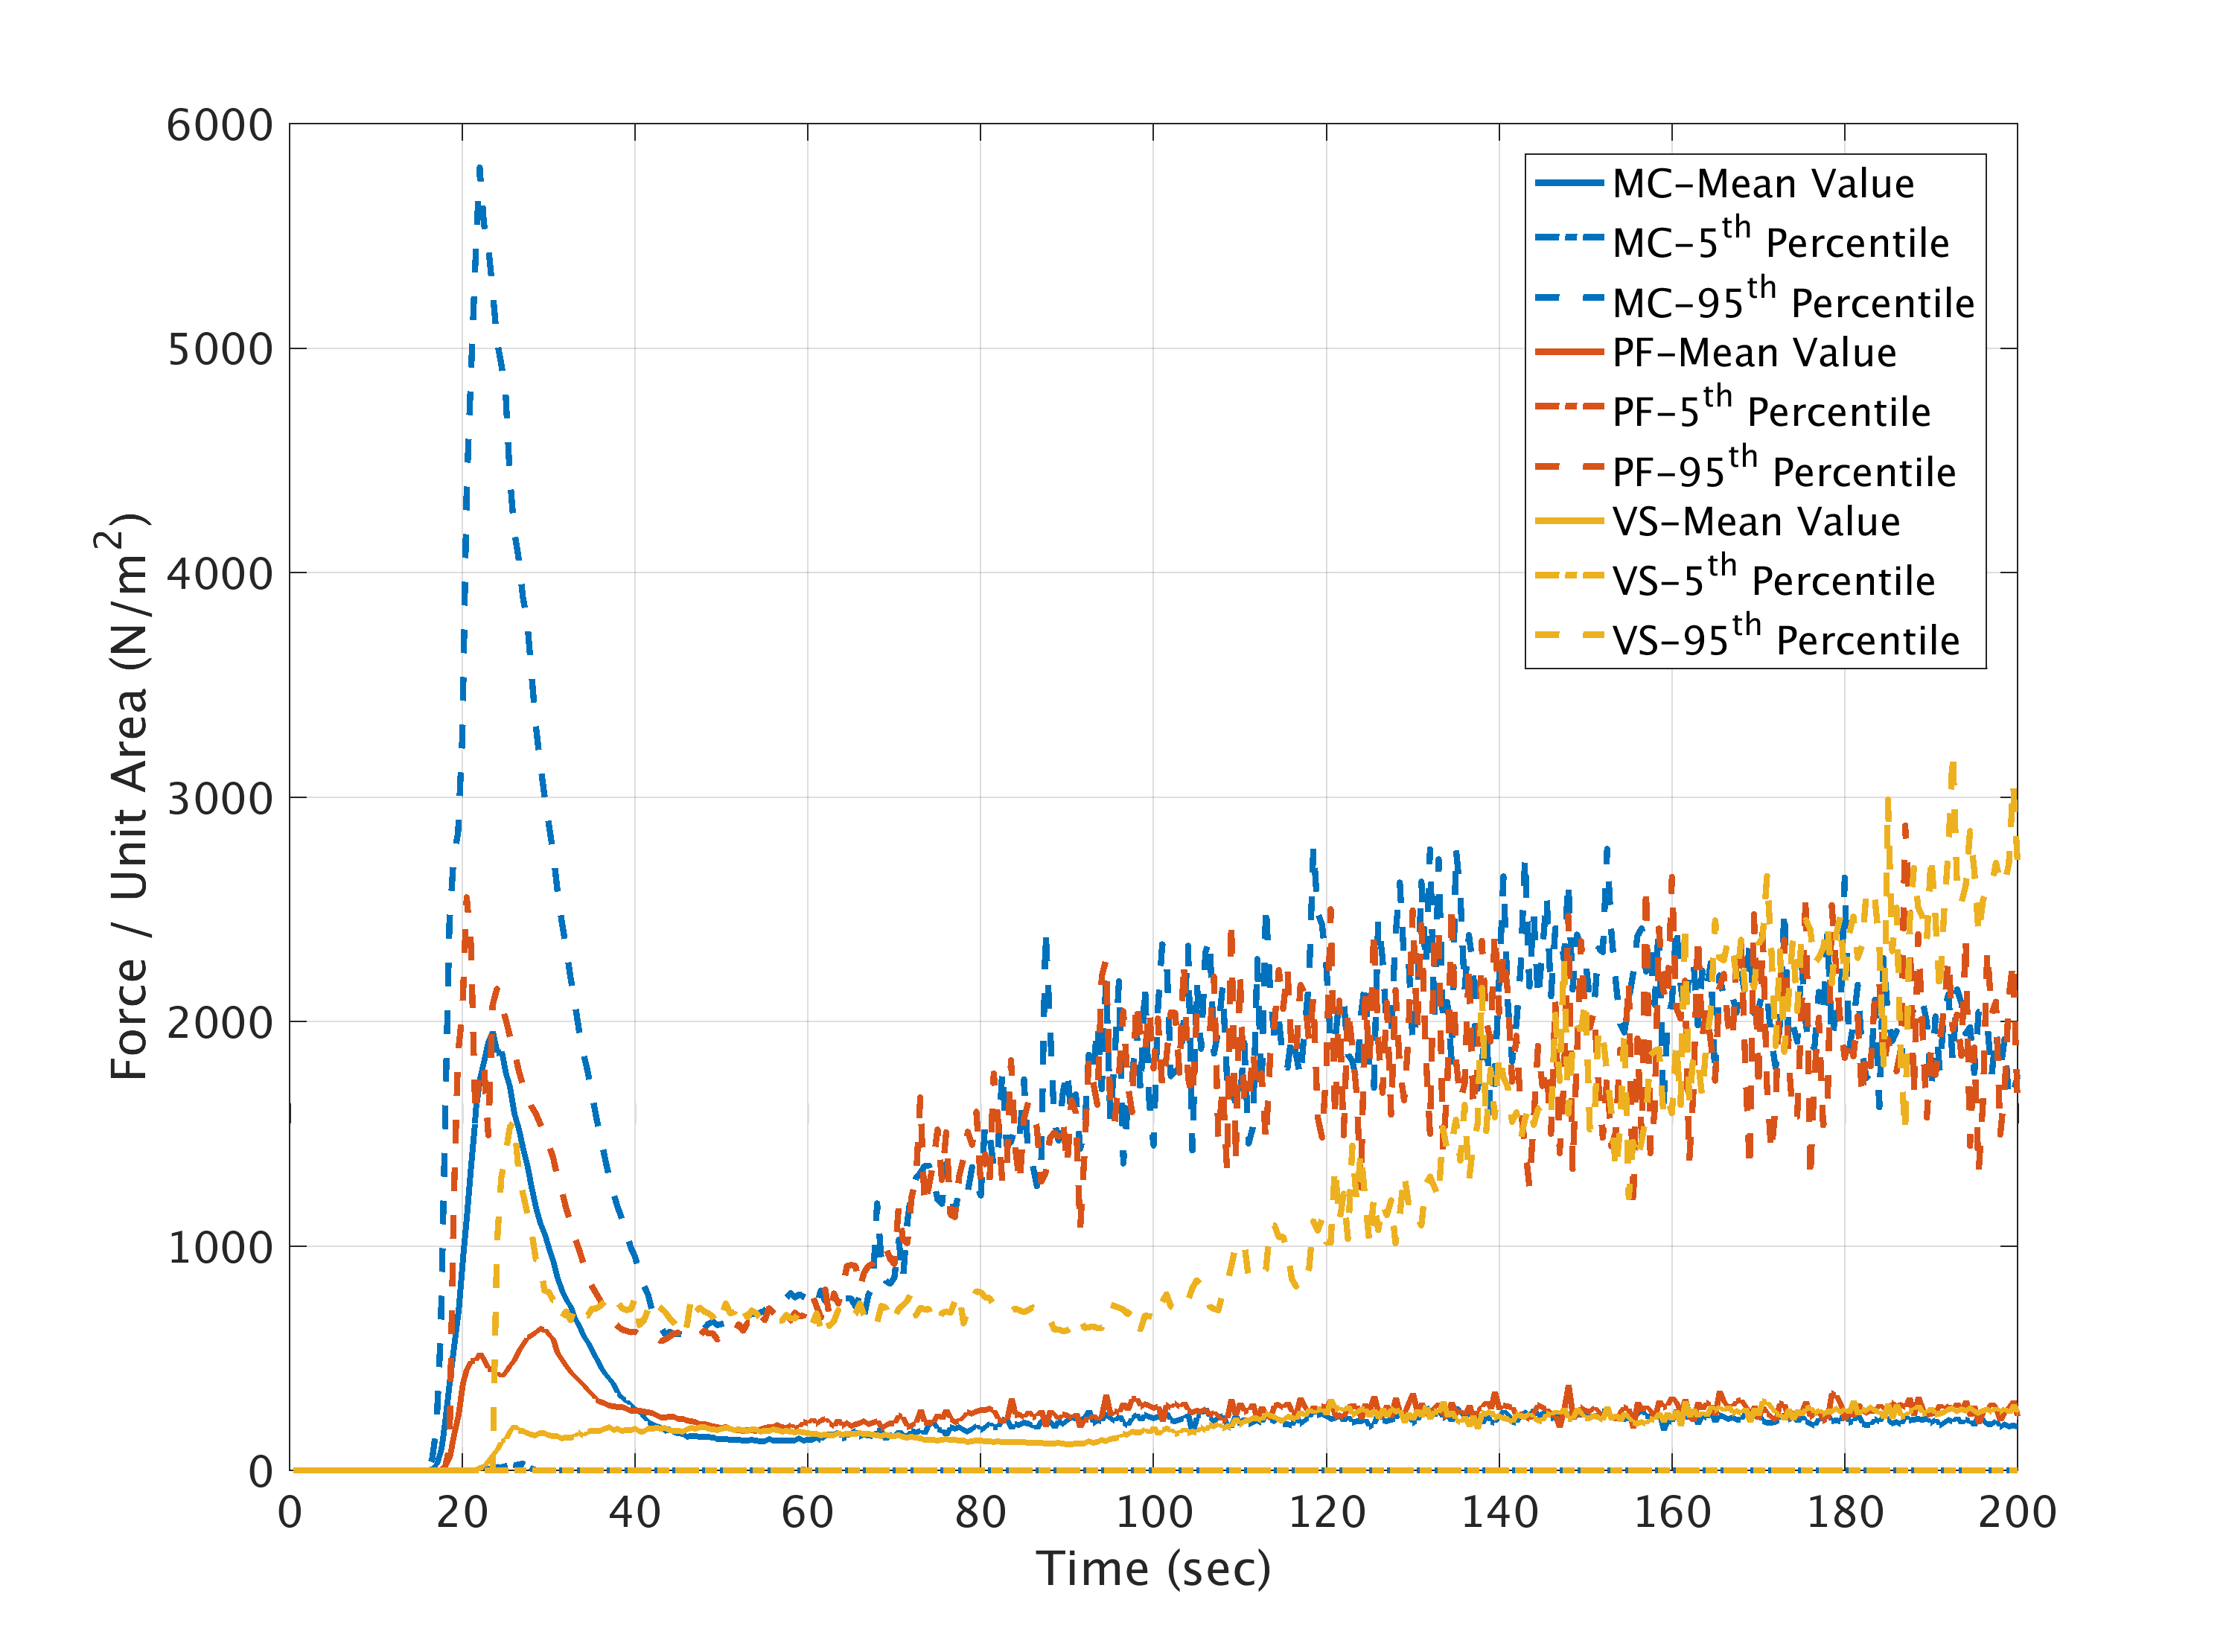 6000
5000
4000
3000
2000
1000
0
Force / Unit Area (N/m²)
0 20 40 60 80 100 120 140 160 180 200
Time (sec)
MC–Mean Value
MC–5th Percentile
MC–95th Percentile
PF–Mean Value
PF–5th Percentile
PF–95th Percentile
VS–Mean Value
VS–5th Percentile
VS–95th Percentile